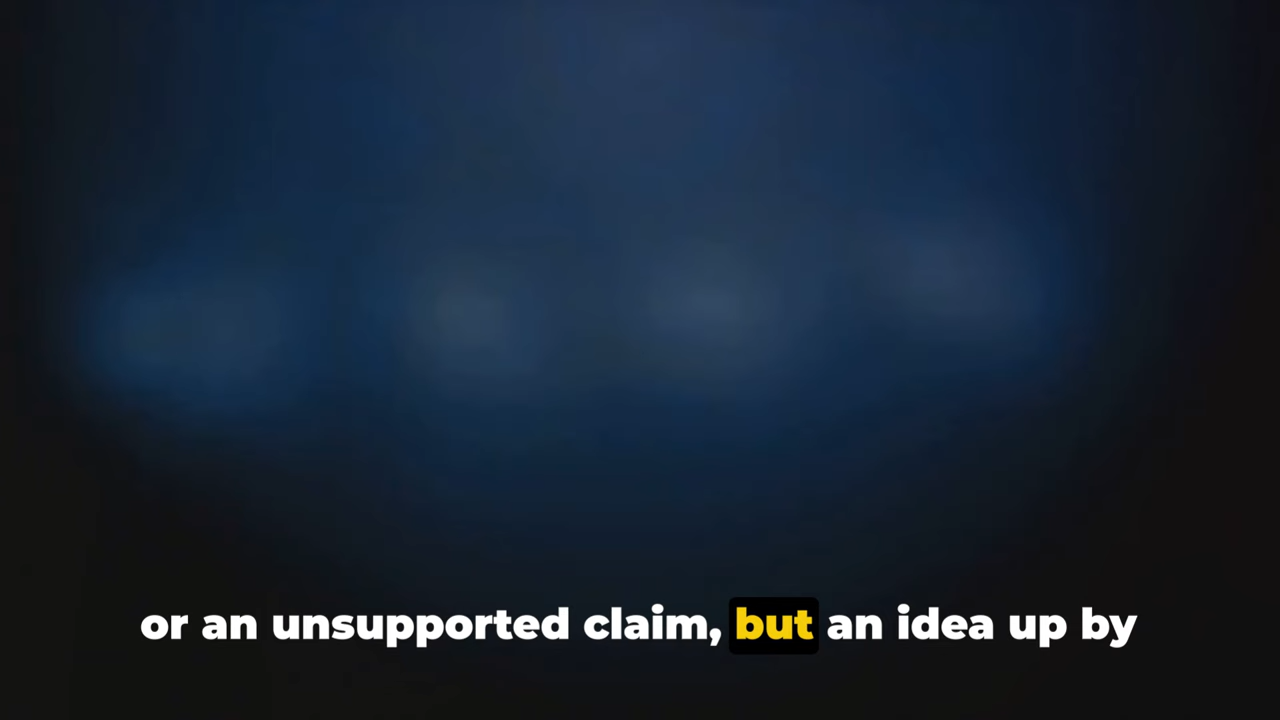 or an unsupported claim, but an idea up by